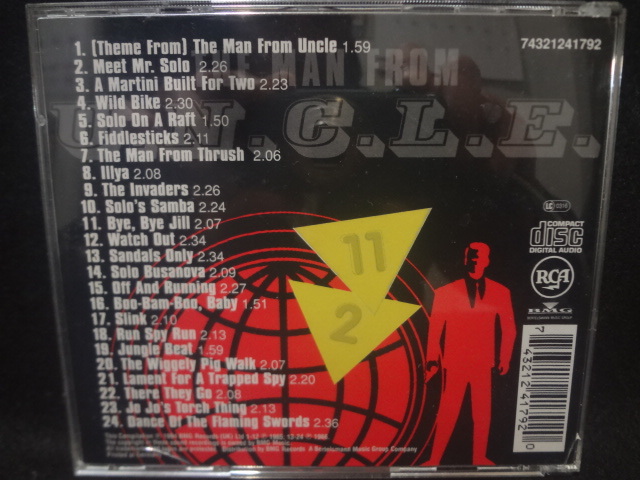 THE MAN FROM
U.N.C.L.E.
1. (Theme From) The Man From Uncle 1.59
2. Meet Mr. Solo 2.26
3. A Martini Built For Two 2.23
4. Wild Bike 2.30
5. Solo On A Raft 1.50
6. Fiddlesticks 2.11
7. The Man From Thrush 2.06
8. Illya 2.08
9. The Invaders 2.26
10. Solo's Samba 2.24
11. Bye, Bye Jill 2.07
12. Watch Out 2.34
13. Sandals Only 2.34
14. Solo Busanova 2.09
15. Off And Running 2.27
16. Boo-Bam-Boo, Baby 1.51
17. Slink 2.10
18. Run Spy Run 2.13
19. Jungle Beat 1.59
20. The Wiggely Pig Walk 2.07
21. Lament For A Trapped Spy 2.20
22. There They Go 2.08
23. Jo Jo's Torch Thing 2.13
24. Dance Of The Flaming Swords 2.36
74321241792
11
2
LC
COMPACT
disc
DIGITAL AUDIO
RCA
BMG
7 43212 41792 0